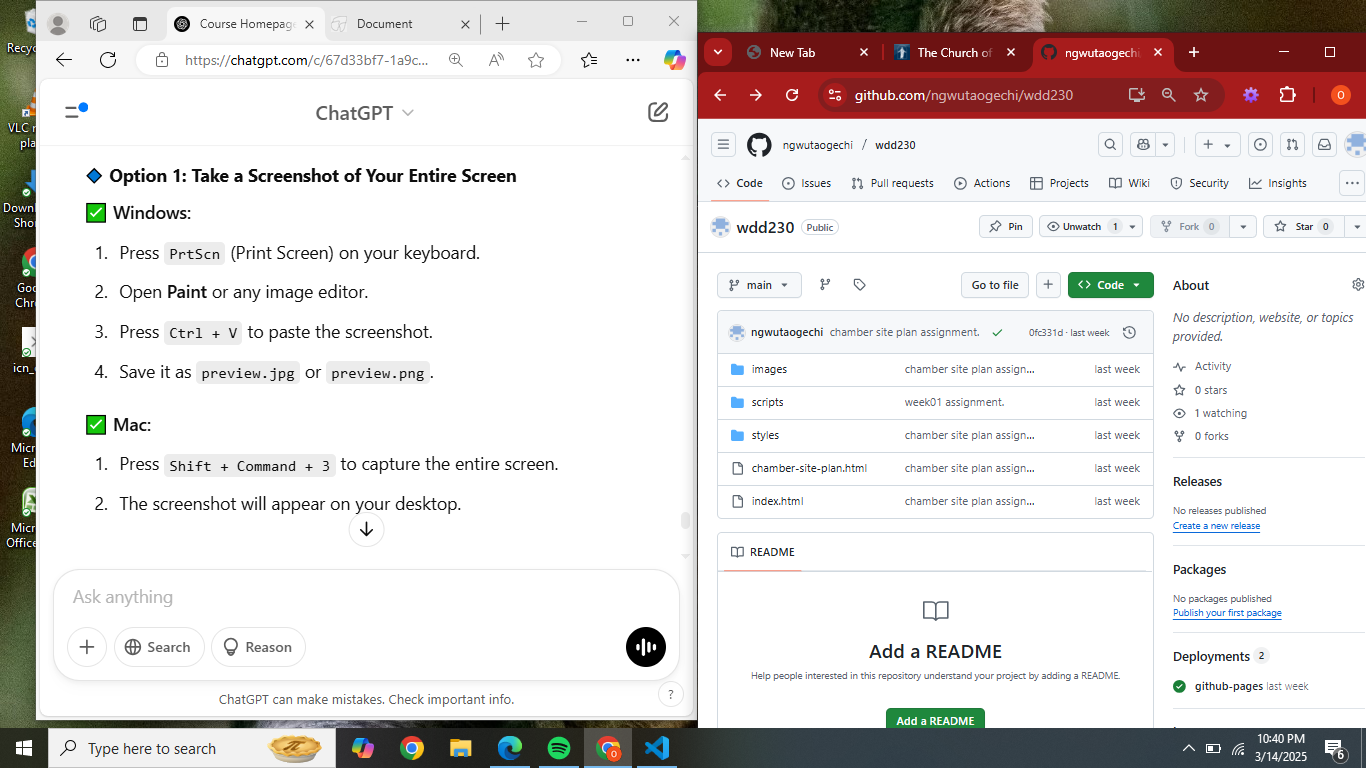 Recyc
VLC
pla
Downl
Sho
Goo
Chro
icn_
Micr
Ed
Micr
Office
Course Homepage
Document
https://chatgpt.com/c/67d33bf7-1a9c...
ChatGPT
Option 1: Take a Screenshot of Your Entire Screen
Windows:
1. Press PrtScn (Print Screen) on your keyboard.
2. Open Paint or any image editor.
3. Press Ctrl + V to paste the screenshot.
4. Save it as preview.jpg or preview.png.
Mac:
1. Press Shift + Command + 3 to capture the entire screen.
2. The screenshot will appear on your desktop.
Ask anything
Search
Reason
ChatGPT can make mistakes. Check important info.
?
New Tab
The Church of
ngwutaogechi
github.com/ngwutaogechi/wdd230
O
ngwutaogechi / wdd230
Code
Issues
Pull requests
Actions
Projects
Wiki
Security
Insights
wdd230 Public
Pin
Unwatch 1
Fork 0
Star 0
main
Go to file
Code
ngwutaogechi chamber site plan assignment. 0fc331d · last week
images chamber site plan assign... last week
scripts week01 assignment. last week
styles chamber site plan assign... last week
chamber-site-plan.html chamber site plan assign... last week
index.html chamber site plan assign... last week
README
Add a README
Help people interested in this repository understand your project by adding a README.
Add a README
About
No description, website, or topics
provided.
Activity
0 stars
1 watching
0 forks
Releases
No releases published
Create a new release
Packages
No packages published
Publish your first package
Deployments 2
github-pages last week
Type here to search
10:40 PM
3/14/2025
6